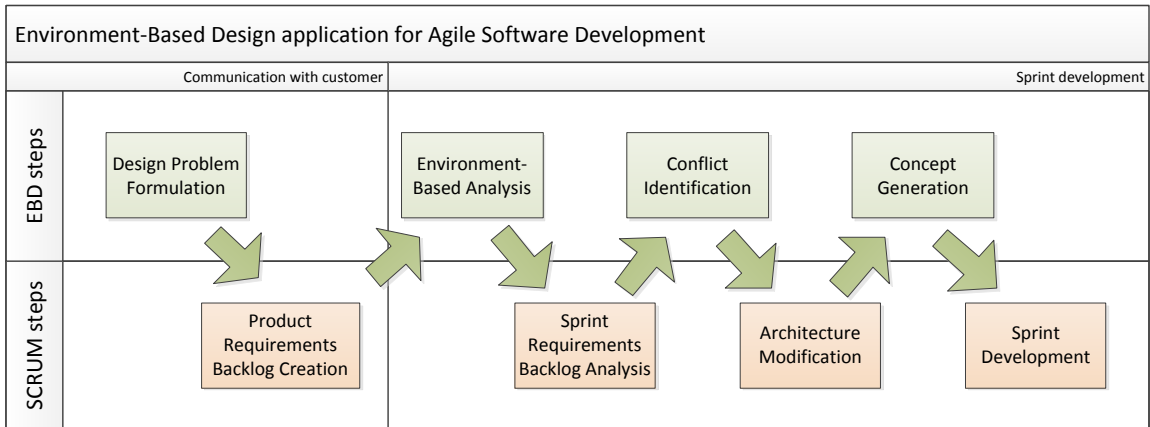 Environment-Based Design application for Agile Software Development
Communication with customer
Sprint development
EBD steps
Design Problem
Formulation
Environment-
Based Analysis
Conflict
Identification
Concept
Generation
SCRUM steps
Product
Requirements
Backlog Creation
Sprint
Requirements
Backlog Analysis
Architecture
Modification
Sprint
Development